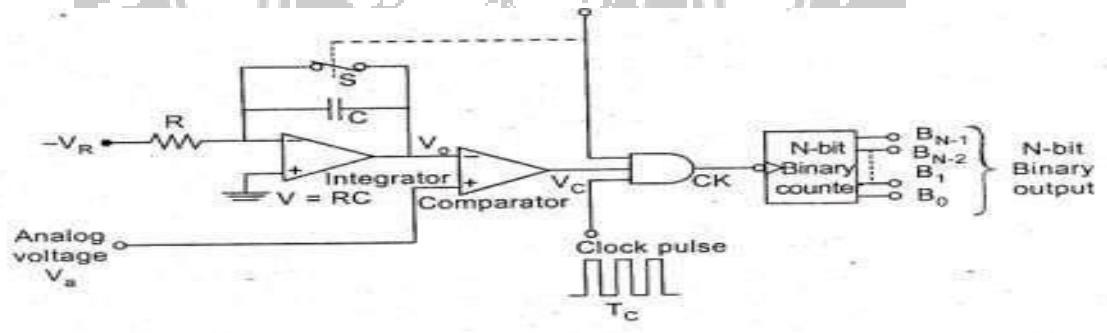 S
C
R
-V_R
V_o
Integrator
V = RC
Comparator
V_C
CK
N-bit
Binary
counte
B_N-1
B_N-2
B_1
B_0
N-bit
Binary
output
Analog
voltage
V_a
Clock pulse
T_C